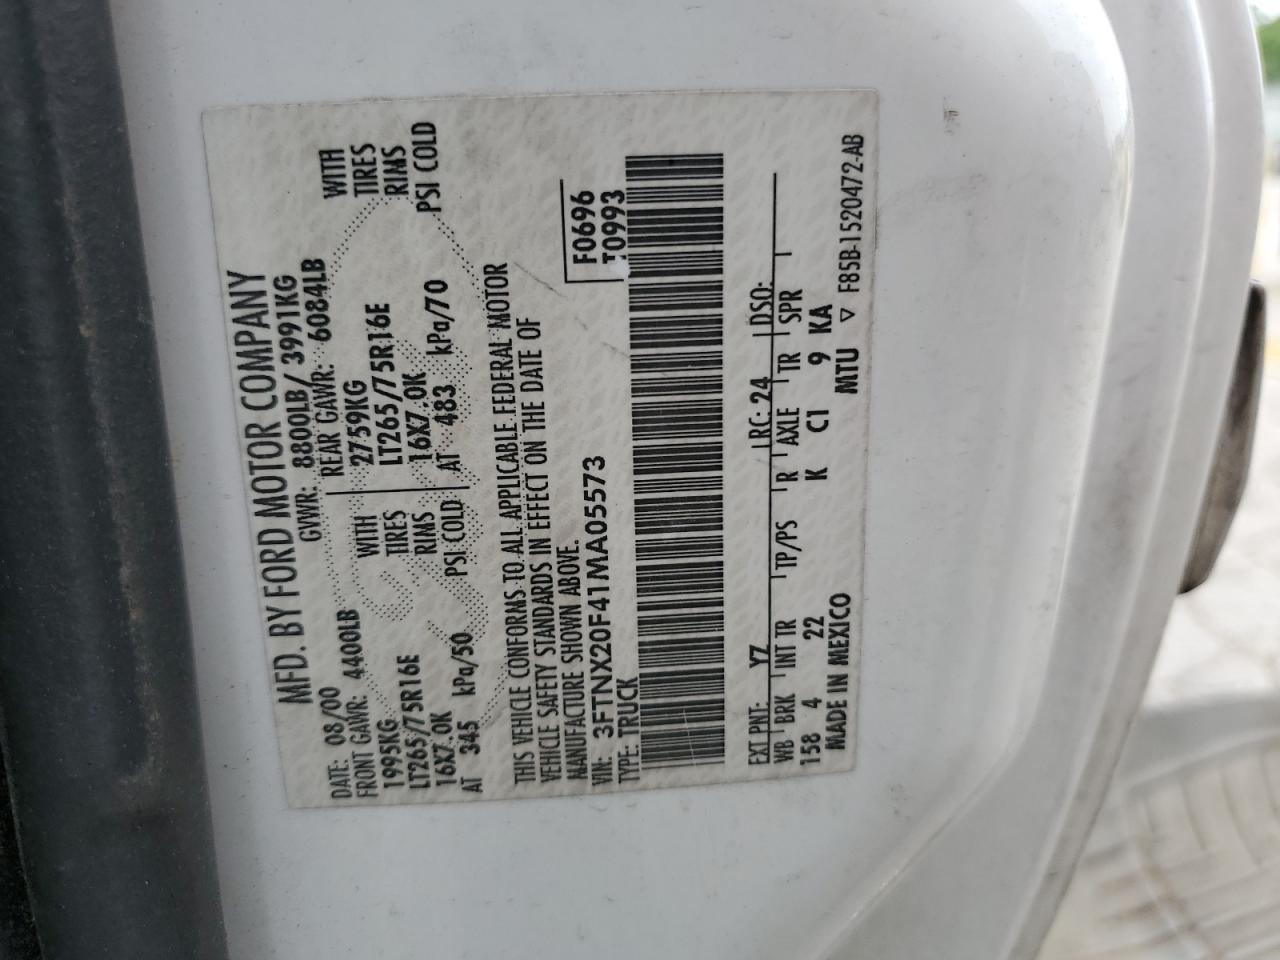 MFD. BY FORD MOTOR COMPANY
DATE: 08/00 GVWR: 8800LB/ 3991KG
FRONT GAWR: 4400LB REAR GAWR: 6084LB
1995KG WITH 2759KG WITH
LT265/75R16E TIRES LT265/75R16E TIRES
16X7.0K RIMS 16X7.0K RIMS
AT 345 kPa/50 PSI COLD AT 483 kPa/70 PSI COLD
THIS VEHICLE CONFORMS TO ALL APPLICABLE FEDERAL MOTOR
VEHICLE SAFETY STANDARDS IN EFFECT ON THE DATE OF
MANUFACTURE SHOWN ABOVE.
VIN: 3FTNX20F41MA05573 F0696
TYPE: TRUCK T0993
EXT PNT: YZ RC: 24 DSO:
WB BRK INT TR TP/PS R AXLE TR SPR
158 4 22 K C1 9 KA
MADE IN MEXICO MTU ▽ F85B-1520472-AB